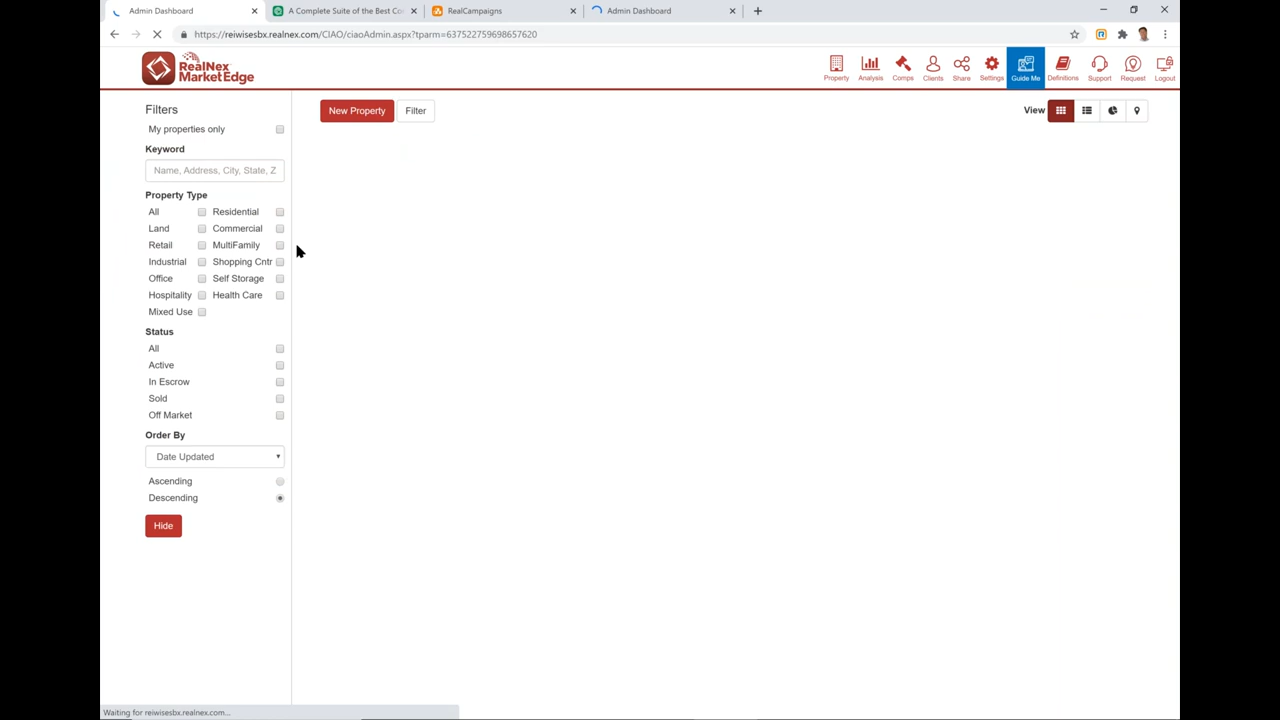 Admin Dashboard
A Complete Suite of the Best Co
RealCampaigns
Admin Dashboard
https://reiwisesbx.realnex.com/CIAO/ciaoAdmin.aspx?tparm=637522759698657620
RealNex
MarketEdge
Property
Analysis
Comps
Clients
Share
Settings
Guide Me
Definitions
Support
Request
Logout
Filters
My properties only
Keyword
Name, Address, City, State, Z
Property Type
All Residential
Land Commercial
Retail MultiFamily
Industrial Shopping Cntr
Office Self Storage
Hospitality Health Care
Mixed Use
Status
All
Active
In Escrow
Sold
Off Market
Order By
Date Updated
Ascending
Descending
Hide
New Property
Filter
View
Waiting for reiwisesbx.realnex.com...